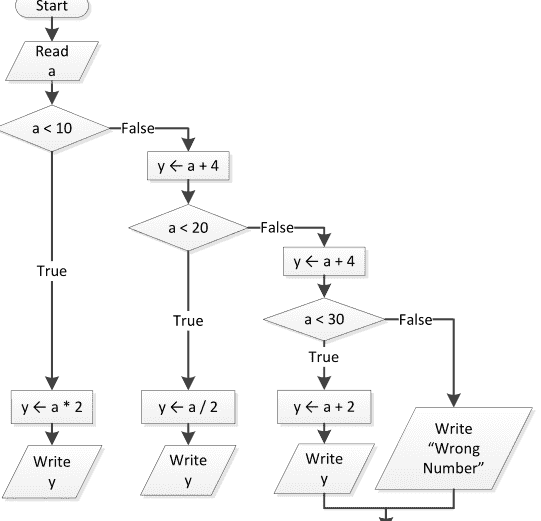 Start
Read
a
a < 10
False
y ← a + 4
a < 20
False
y ← a + 4
True
True
a < 30
False
True
y ← a * 2
y ← a / 2
y ← a + 2
Write
y
Write
y
Write
y
Write
“Wrong
Number”